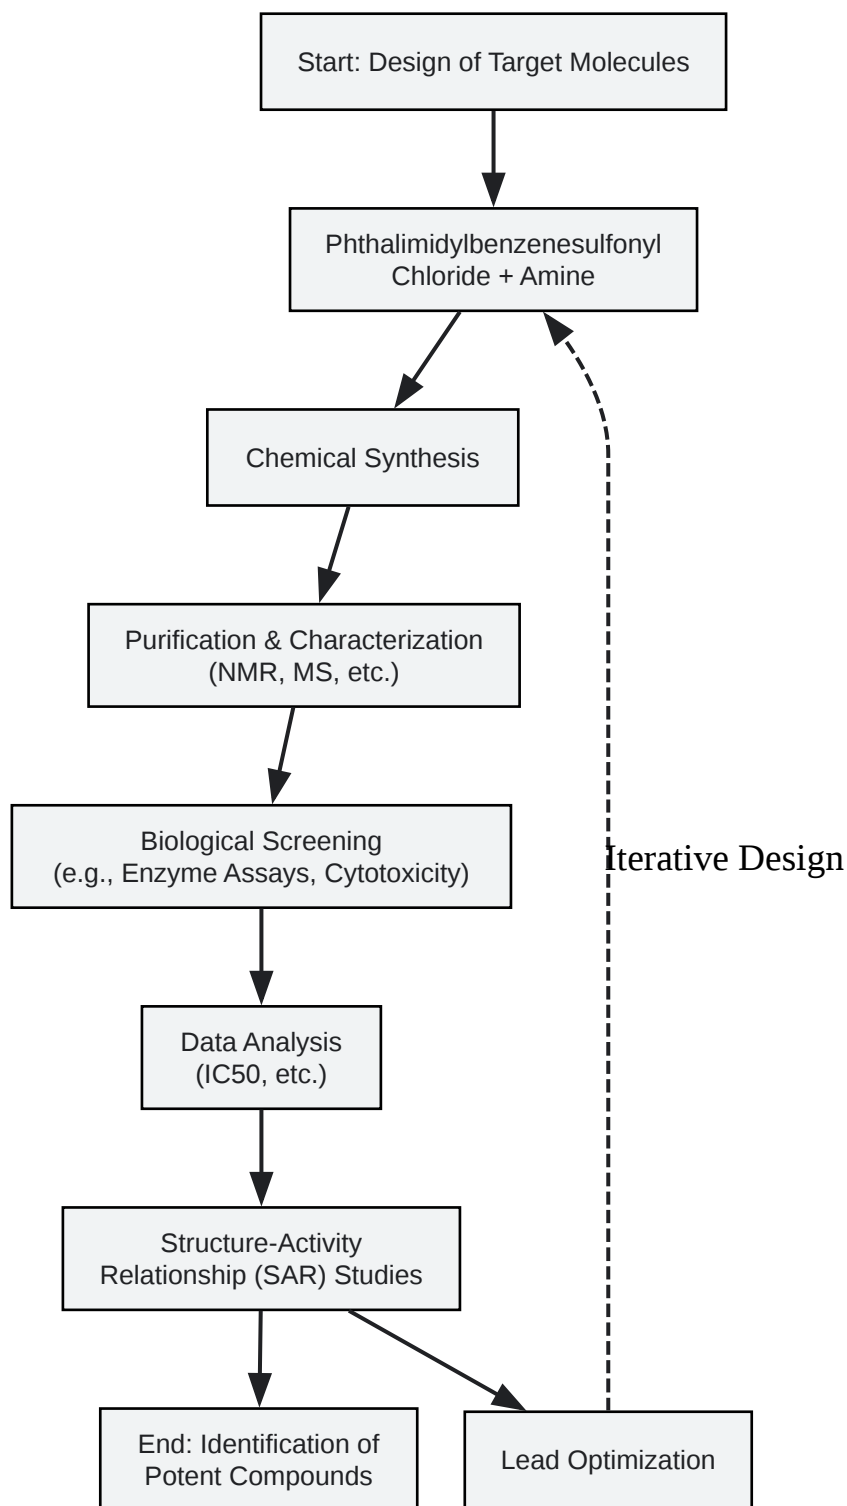 Start: Design of Target Molecules
Phthalimidylbenzenesulfonyl
Chloride + Amine
Chemical Synthesis
Purification & Characterization
(NMR, MS, etc.)
Biological Screening
(e.g., Enzyme Assays, Cytotoxicity)
Iterative Design
Data Analysis
(IC50, etc.)
Structure-Activity
Relationship (SAR) Studies
End: Identification of
Potent Compounds
Lead Optimization